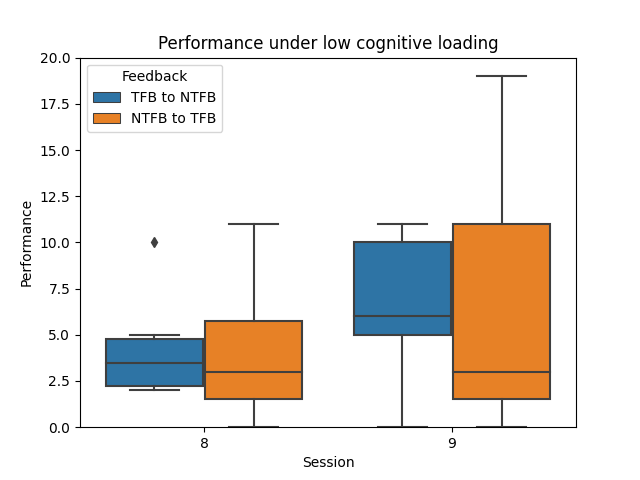 Performance under low cognitive loading
Feedback
TFB to NTFB
NTFB to TFB
Performance
20.0
17.5
15.0
12.5
10.0
7.5
5.0
2.5
0.0
8
9
Session